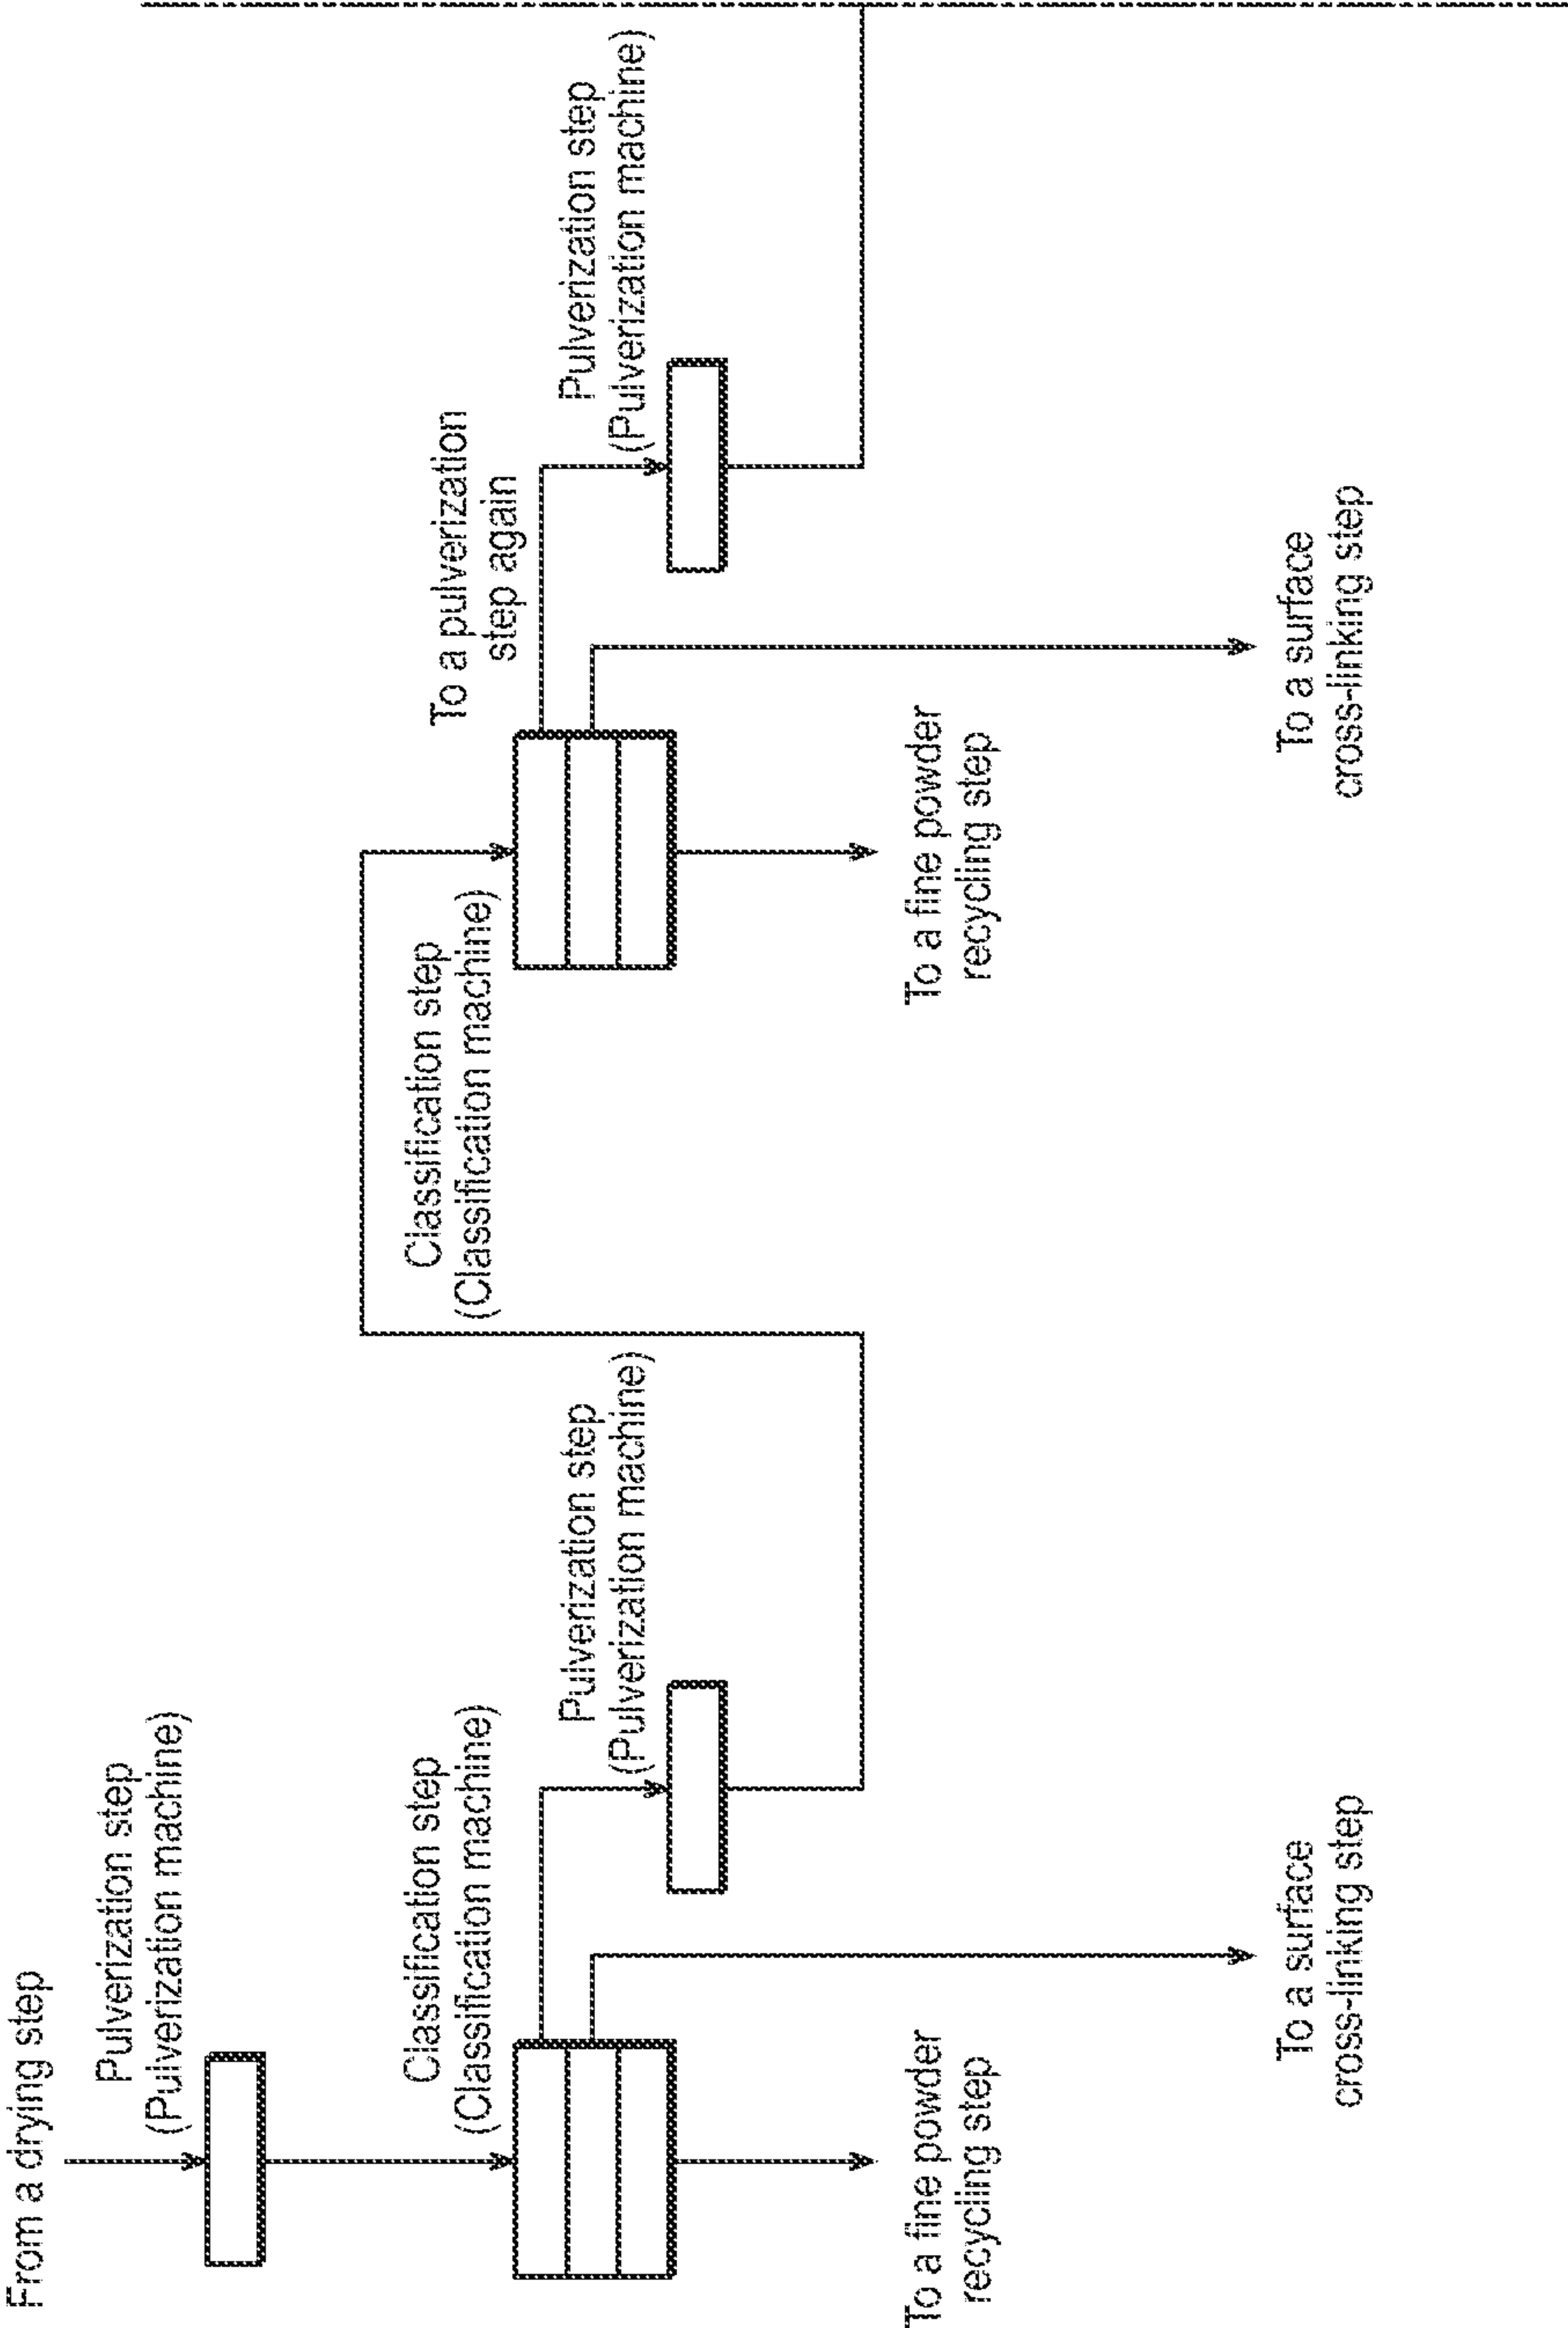 From a drying step
Pulverization step
(Pulverization machine)
Classification step
(Classification machine)
To a fine powder
recycling step
To a surface
cross-linking step
Pulverization step
(Pulverization machine)
Classification step
(Classification machine)
To a pulverization
step again
To a fine powder
recycling step
To a surface
cross-linking step
Pulverization step
(Pulverization machine)